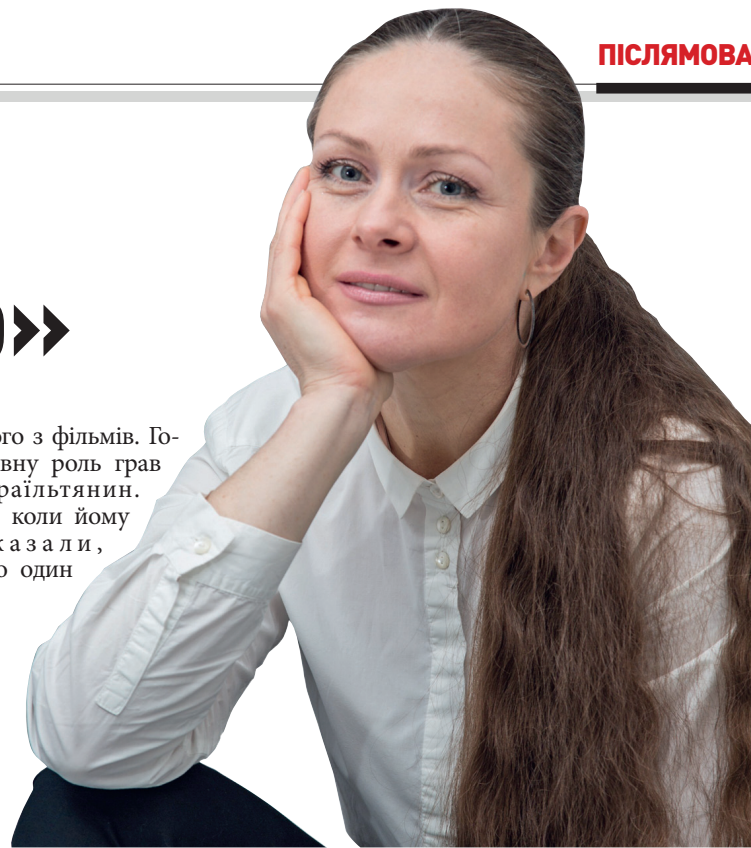 ПІСЛЯМОВА
»
ого з фільмів. Го-
вну роль грав
раїльтянин.
коли йому
казали,
о один